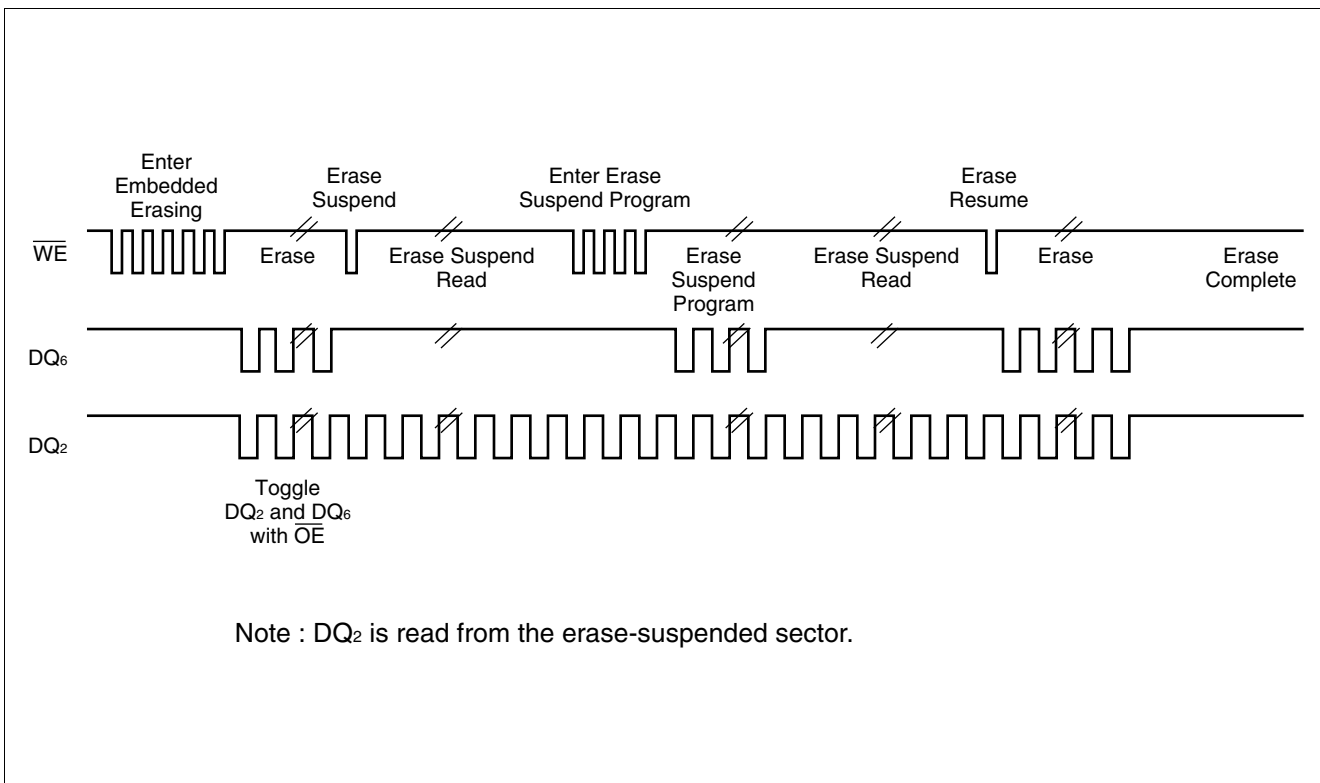 Enter
Embedded
Erasing
Erase
Suspend
Enter Erase
Suspend Program
Erase
Resume
WE
Erase
Erase Suspend
Read
Erase
Suspend
Program
Erase Suspend
Read
Erase
Erase
Complete
DQ6
DQ2
Toggle
DQ2 and DQ6
with OE
Note : DQ2 is read from the erase-suspended sector.